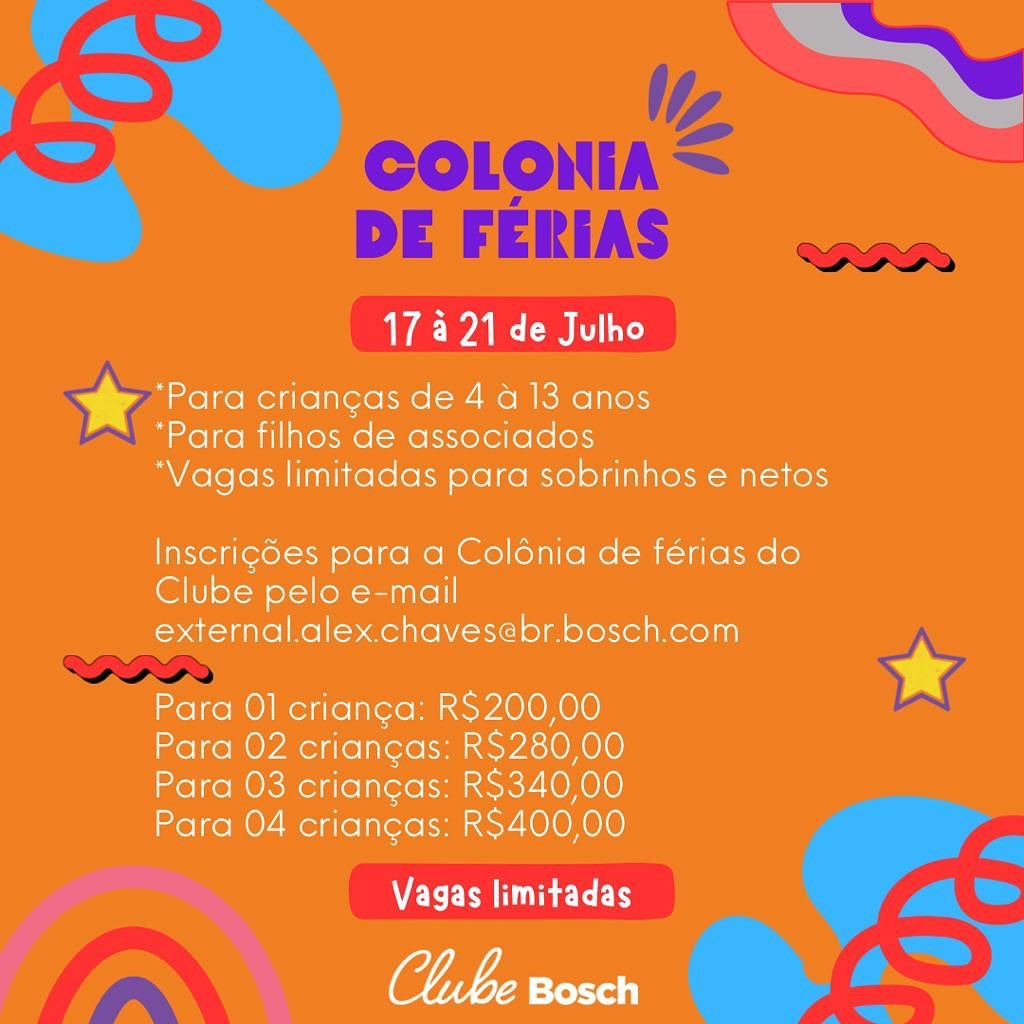 COLONIA
DE FÉRIAS
17 à 21 de Julho
*Para crianças de 4 à 13 anos
*Para filhos de associados
*Vagas limitadas para sobrinhos e netos
Inscrições para a Colônia de férias do
Clube pelo e-mail
external.alex.chaves@br.bosch.com
Para 01 criança: R$200,00
Para 02 crianças: R$280,00
Para 03 crianças: R$340,00
Para 04 crianças: R$400,00
Vagas limitadas
Clube BOSCH